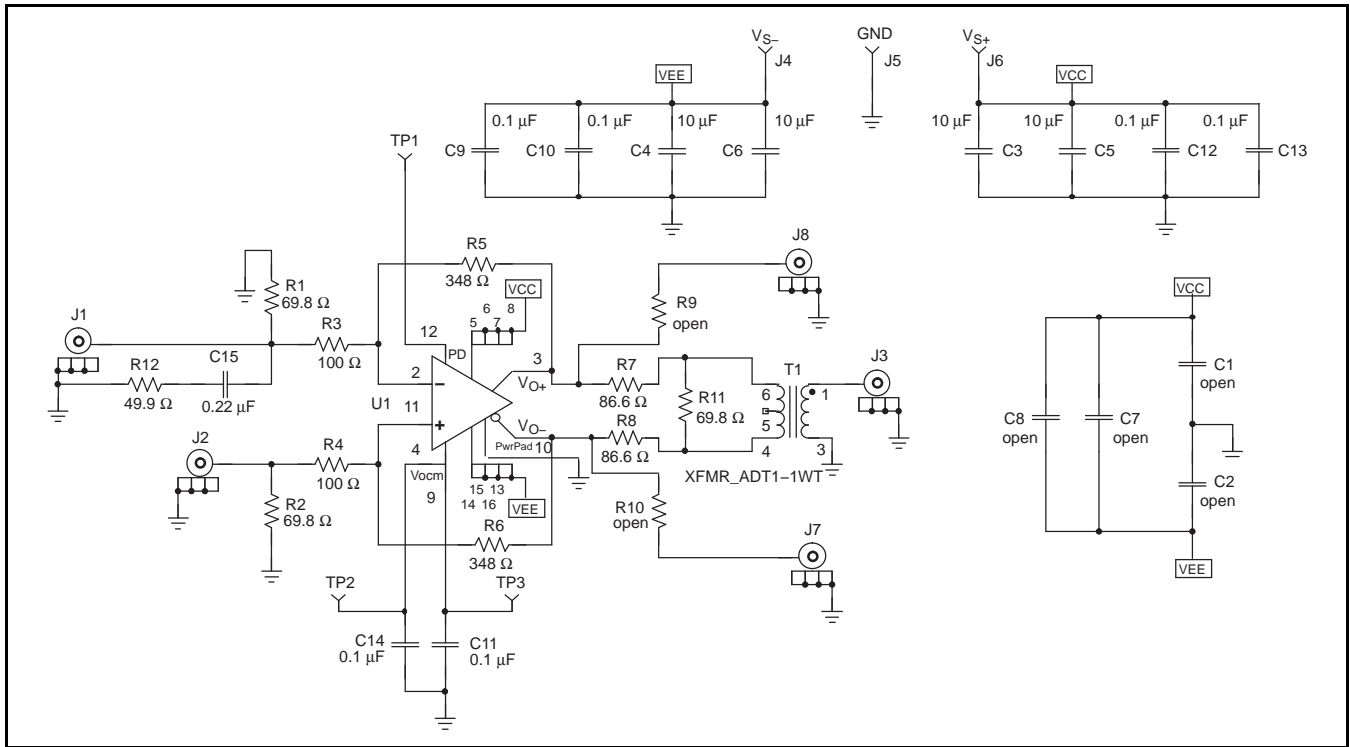 VS– GND VS+
J4 J5 J6
VEE VCC
0.1 µF 0.1 µF 10 µF 10 µF 10 µF 10 µF 0.1 µF 0.1 µF
C9 C10 C4 C6 C3 C5 C12 C13
TP1
J8
R5
348 Ω
VCC
R1
69.8 Ω
6 8
5 7
R9
open
J1
R3
100 Ω
12
PD
3
VO+
R7
86.6 Ω
T1
J3
R12
49.9 Ω
C15
0.22 µF
2
–
U1
11
+
R11
69.8 Ω
6
5
4
1
3
J2
R4
100 Ω
4
VO–
PwrPad 10
R8
86.6 Ω
XFMR_ADT1–1WT
Vocm
9
15 13
14 16
VEE
R2
69.8 Ω
R10
open
R6
348 Ω
J7
TP2 TP3
C14
0.1 µF
C11
0.1 µF
VCC
C1
open
C8
open
C7
open
C2
open
VEE